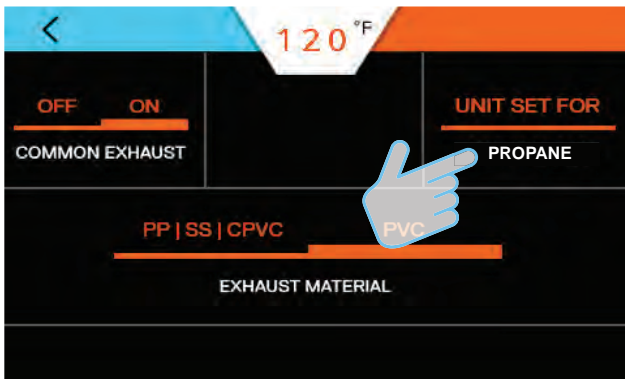 120 °F
OFF ON
COMMON EXHAUST
UNIT SET FOR
PROPANE
PP | SS | CPVC PVC
EXHAUST MATERIAL